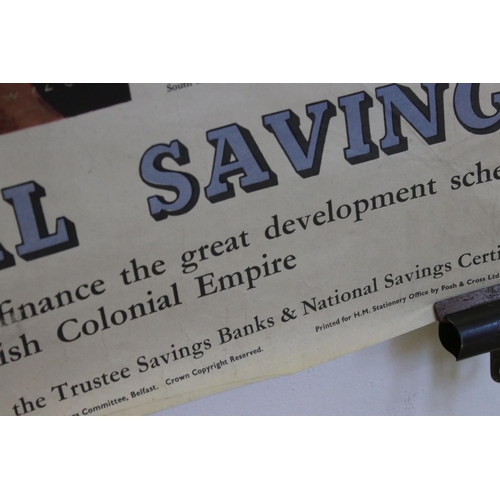 South
AL SAVING
finance the great development sche
ish Colonial Empire
the Trustee Savings Banks & National Savings Certi
Committee, Belfast. Crown Copyright Reserved.
Printed for H.M. Stationery Office by Fosh & Cross Ltd